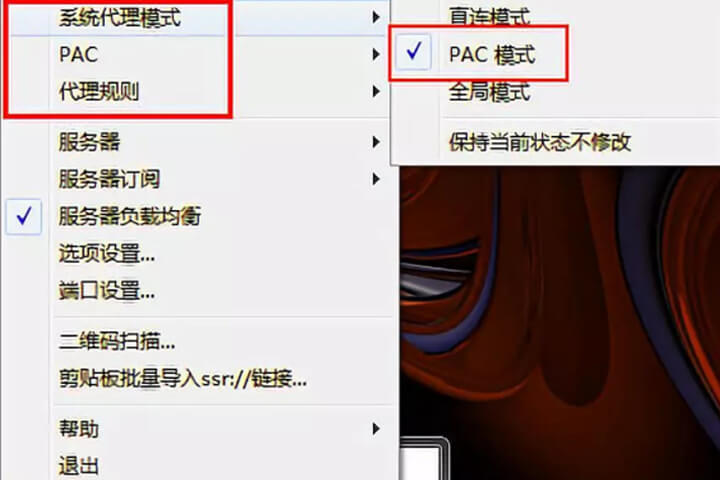 系统代理模式
PAC
代理规则
服务器
服务器订阅
服务器负载均衡
选项设置...
端口设置...
二维码扫描...
剪贴板批量导入ssr://链接...
帮助
退出
直连模式
PAC 模式
全局模式
保持当前状态不修改